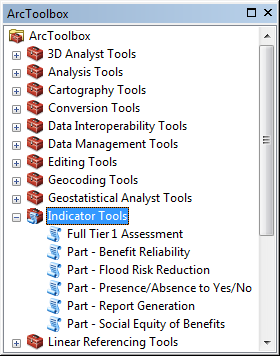 ArcToolbox
ArcToolbox
3D Analyst Tools
Analysis Tools
Cartography Tools
Conversion Tools
Data Interoperability Tools
Data Management Tools
Editing Tools
Geocoding Tools
Geostatistical Analyst Tools
Indicator Tools
Full Tier1 Assessment
Part - Benefit Reliability
Part - Flood Risk Reduction
Part - Presence/Absence to Yes/No
Part - Report Generation
Part - Social Equity of Benefits
Linear Referencing Tools